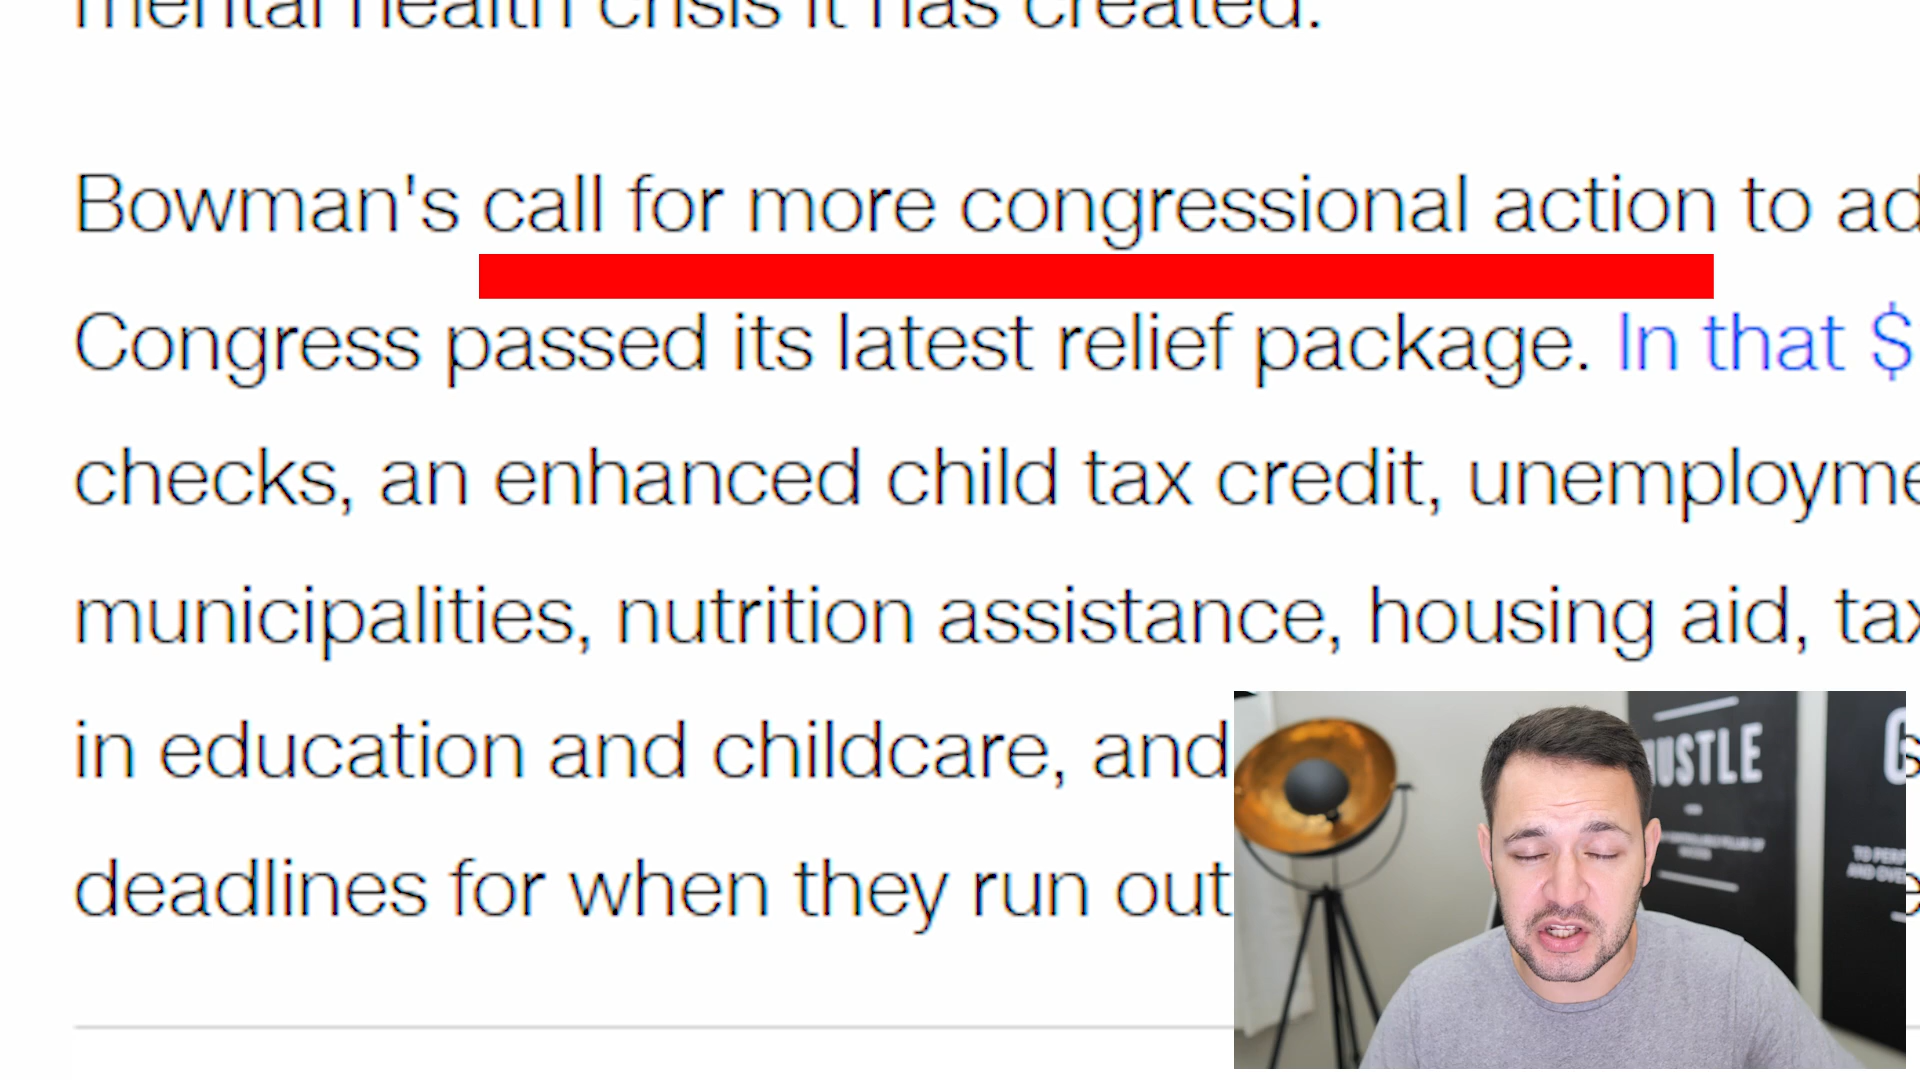 mental health crisis it has created.
Bowman's call for more congressional action to ad
Congress passed its latest relief package. In that $
checks, an enhanced child tax credit, unemployme
municipalities, nutrition assistance, housing aid, tax
in education and childcare, and s
deadlines for when they run out e
HUSTLE
G